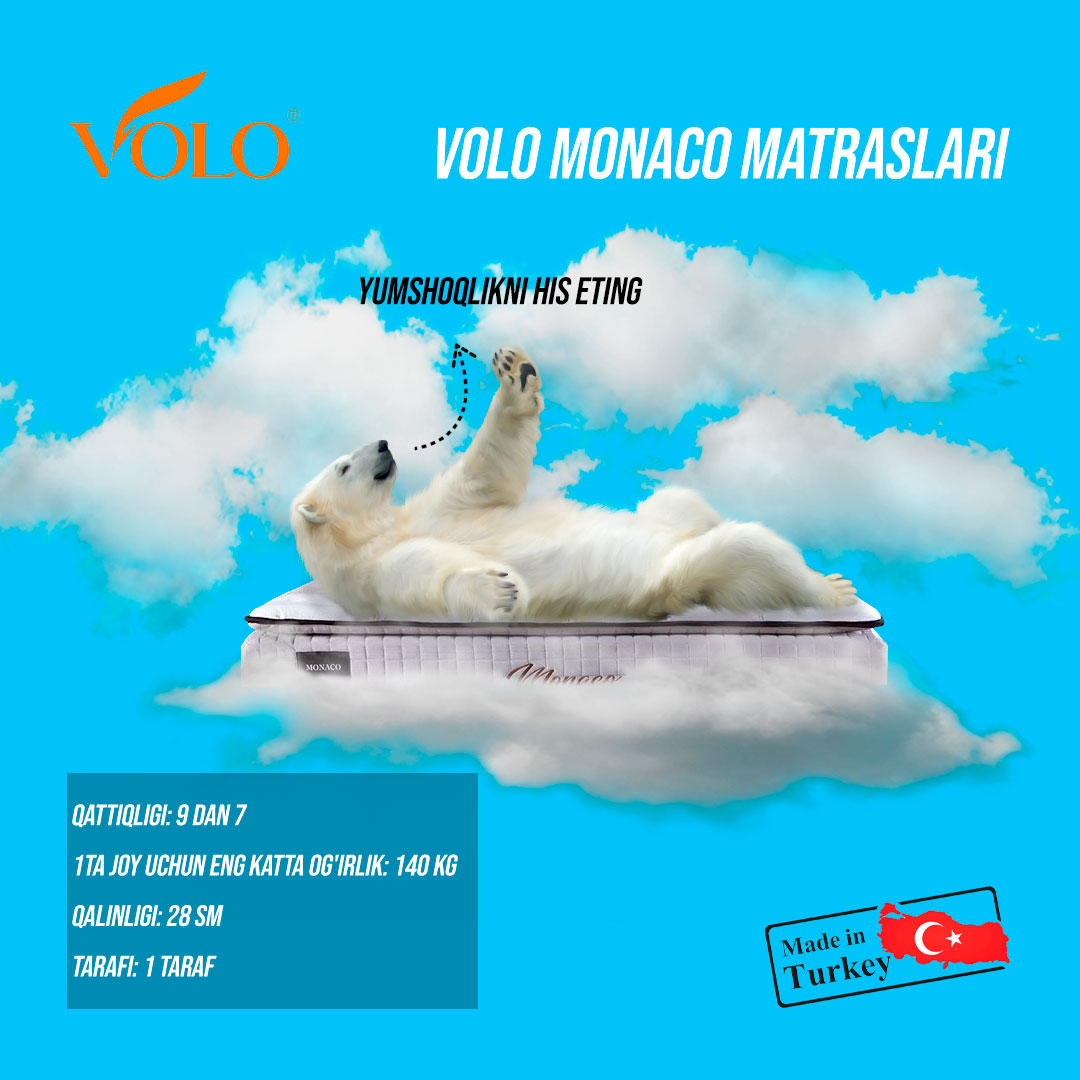 VOLO
VOLO MONACO MATRASLARI
YUMSHOQLIKNI HIS ETING
MONACO
Monaco
QATTIQLIGI: 9 DAN 7
1TA JOY UCHUN ENG KATTA OG'IRLIK: 140 KG
QALINLIGI: 28 SM
TARAFI: 1 TARAF
Made in
Turkey